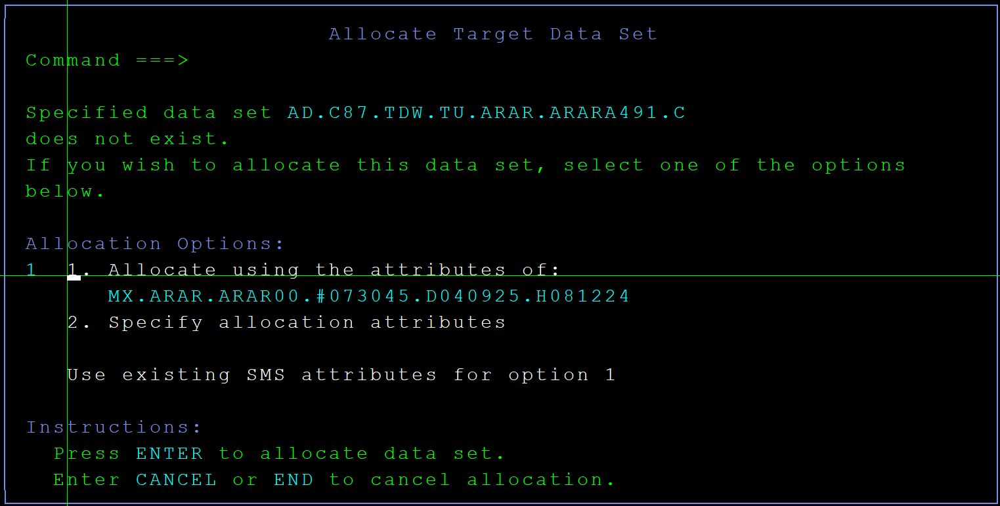 Allocate Target Data Set
Command ===>
Specified data set AD.C87.TDW.TU.ARAR.ARARA491.C
does not exist.
If you wish to allocate this data set, select one of the options
below.
Allocation Options:
1  1. Allocate using the attributes of:
MX.ARAR.ARAR00.#073045.D040925.H081224
2. Specify allocation attributes
Use existing SMS attributes for option 1
Instructions:
Press ENTER to allocate data set.
Enter CANCEL or END to cancel allocation.